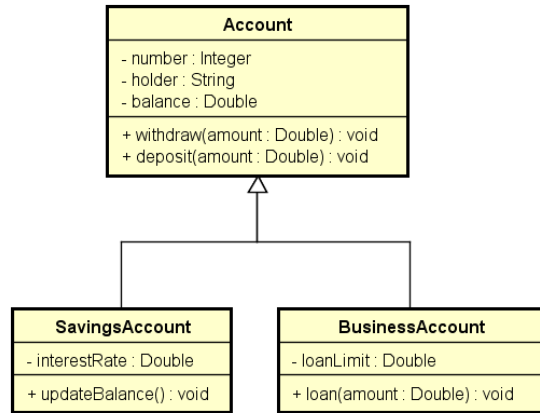 Account
- number : Integer
- holder : String
- balance : Double
+ withdraw(amount : Double) : void
+ deposit(amount : Double) : void
SavingsAccount
- interestRate : Double
+ updateBalance() : void
BusinessAccount
- loanLimit : Double
+ loan(amount : Double) : void